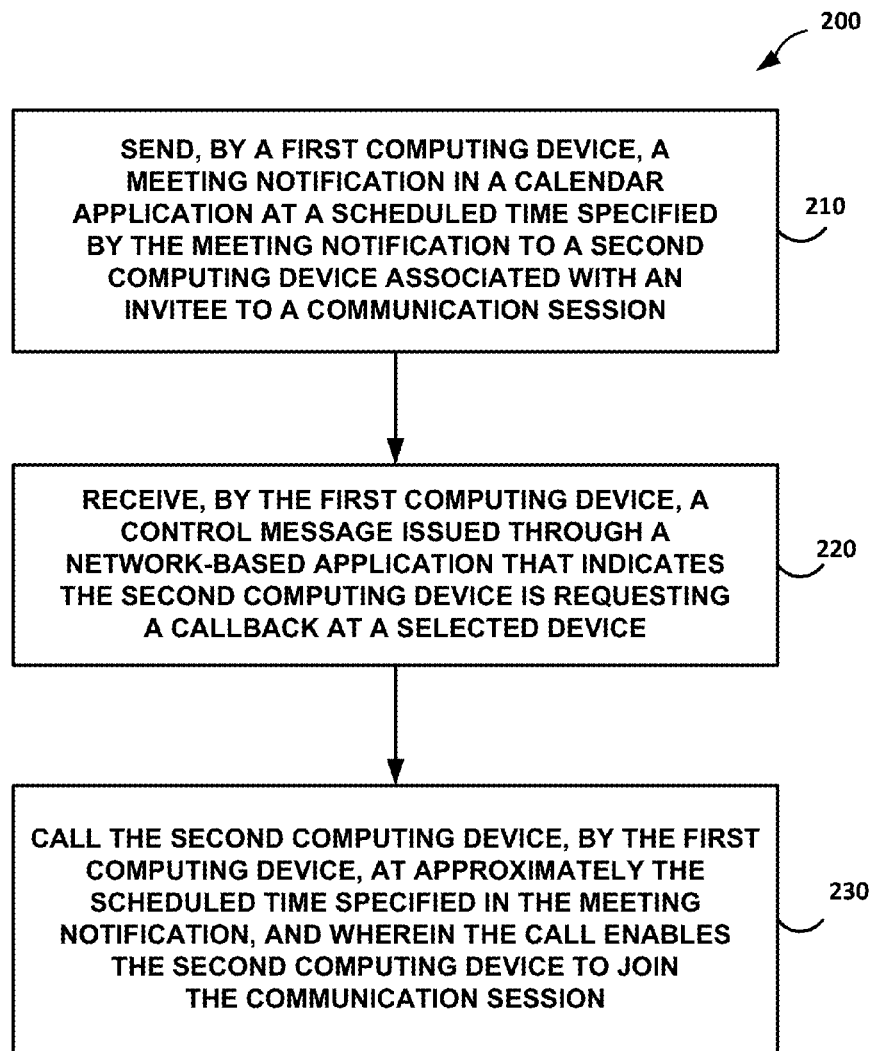 200
SEND, BY A FIRST COMPUTING DEVICE, A
MEETING NOTIFICATION IN A CALENDAR
APPLICATION AT A SCHEDULED TIME SPECIFIED
BY THE MEETING NOTIFICATION TO A SECOND
COMPUTING DEVICE ASSOCIATED WITH AN
INVITEE TO A COMMUNICATION SESSION
210
RECEIVE, BY THE FIRST COMPUTING DEVICE, A
CONTROL MESSAGE ISSUED THROUGH A
NETWORK-BASED APPLICATION THAT INDICATES
THE SECOND COMPUTING DEVICE IS REQUESTING
A CALLBACK AT A SELECTED DEVICE
220
CALL THE SECOND COMPUTING DEVICE, BY THE FIRST
COMPUTING DEVICE, AT APPROXIMATELY THE
SCHEDULED TIME SPECIFIED IN THE MEETING
NOTIFICATION, AND WHEREIN THE CALL ENABLES
THE SECOND COMPUTING DEVICE TO JOIN
THE COMMUNICATION SESSION
230